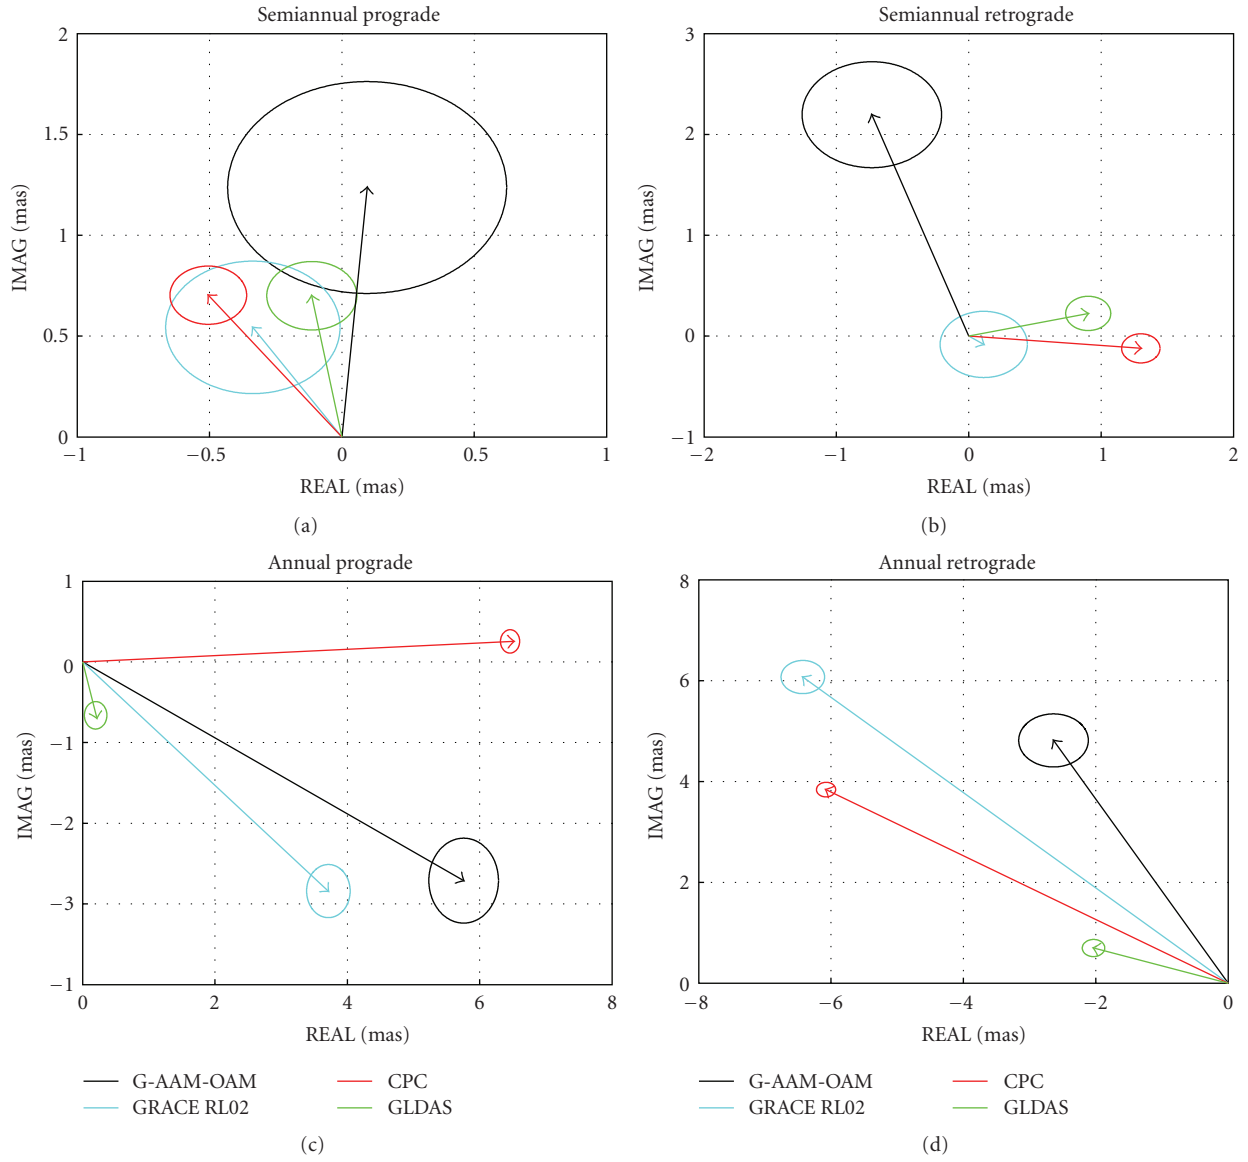 Semiannual prograde
2
1.5
1
0.5
0
−1
−0.5
0
0.5
1
IMAG (mas)
REAL (mas)
(a)
Semiannual retrograde
3
2
1
0
−1
−2
−1
0
1
2
IMAG (mas)
REAL (mas)
(b)
Annual prograde
1
0
−1
−2
−3
−1
0
2
4
6
8
IMAG (mas)
REAL (mas)
G-AAM-OAM
GRACE RL02
CPC
GLDAS
(c)
Annual retrograde
8
6
4
2
0
−8
−6
−4
−2
0
IMAG (mas)
REAL (mas)
G-AAM-OAM
GRACE RL02
CPC
GLDAS
(d)